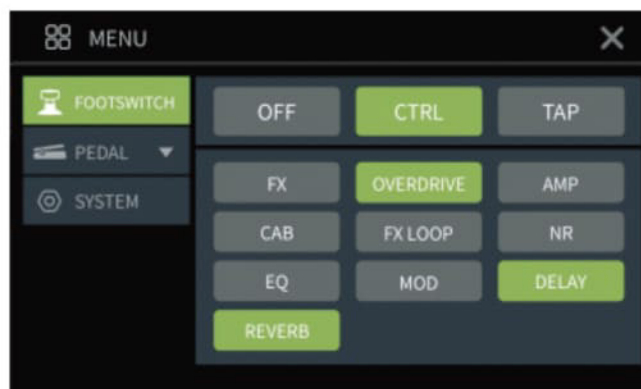 MENU
FOOTSWITCH
PEDAL
SYSTEM
OFF CTRL TAP
FX OVERDRIVE AMP
CAB FX LOOP NR
EQ MOD DELAY
REVERB